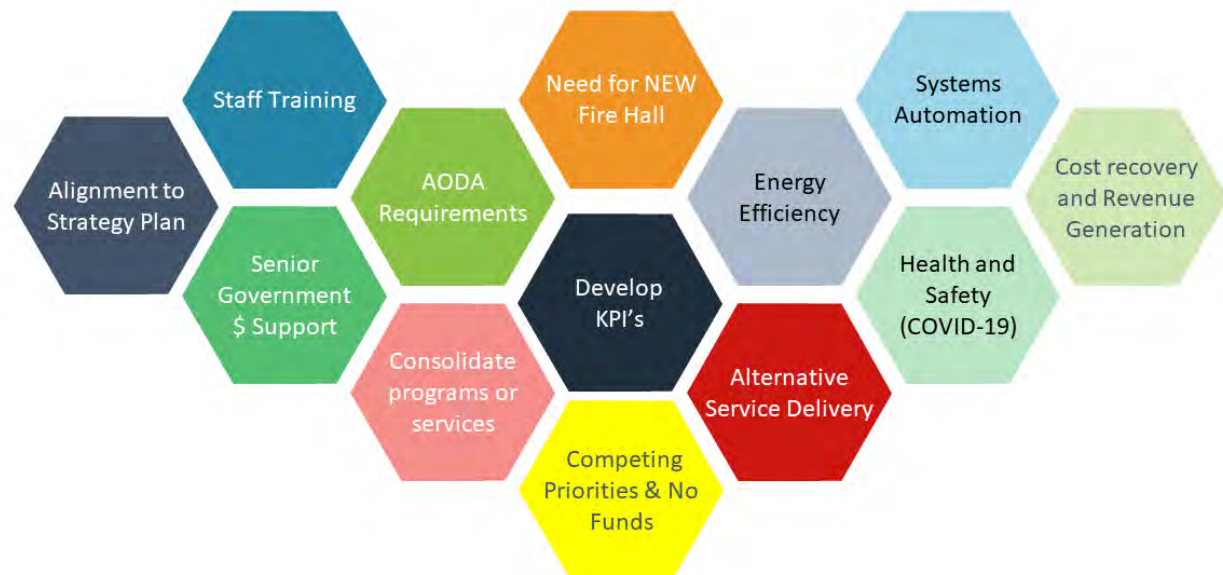 Staff Training
Need for NEW
Fire Hall
Systems
Automation
Alignment to
Strategy Plan
AODA
Requirements
Energy
Efficiency
Cost recovery
and Revenue
Generation
Senior
Government
$ Support
Develop
KPI’s
Health and
Safety
(COVID-19)
Consolidate
programs or
services
Alternative
Service Delivery
Competing
Priorities & No
Funds